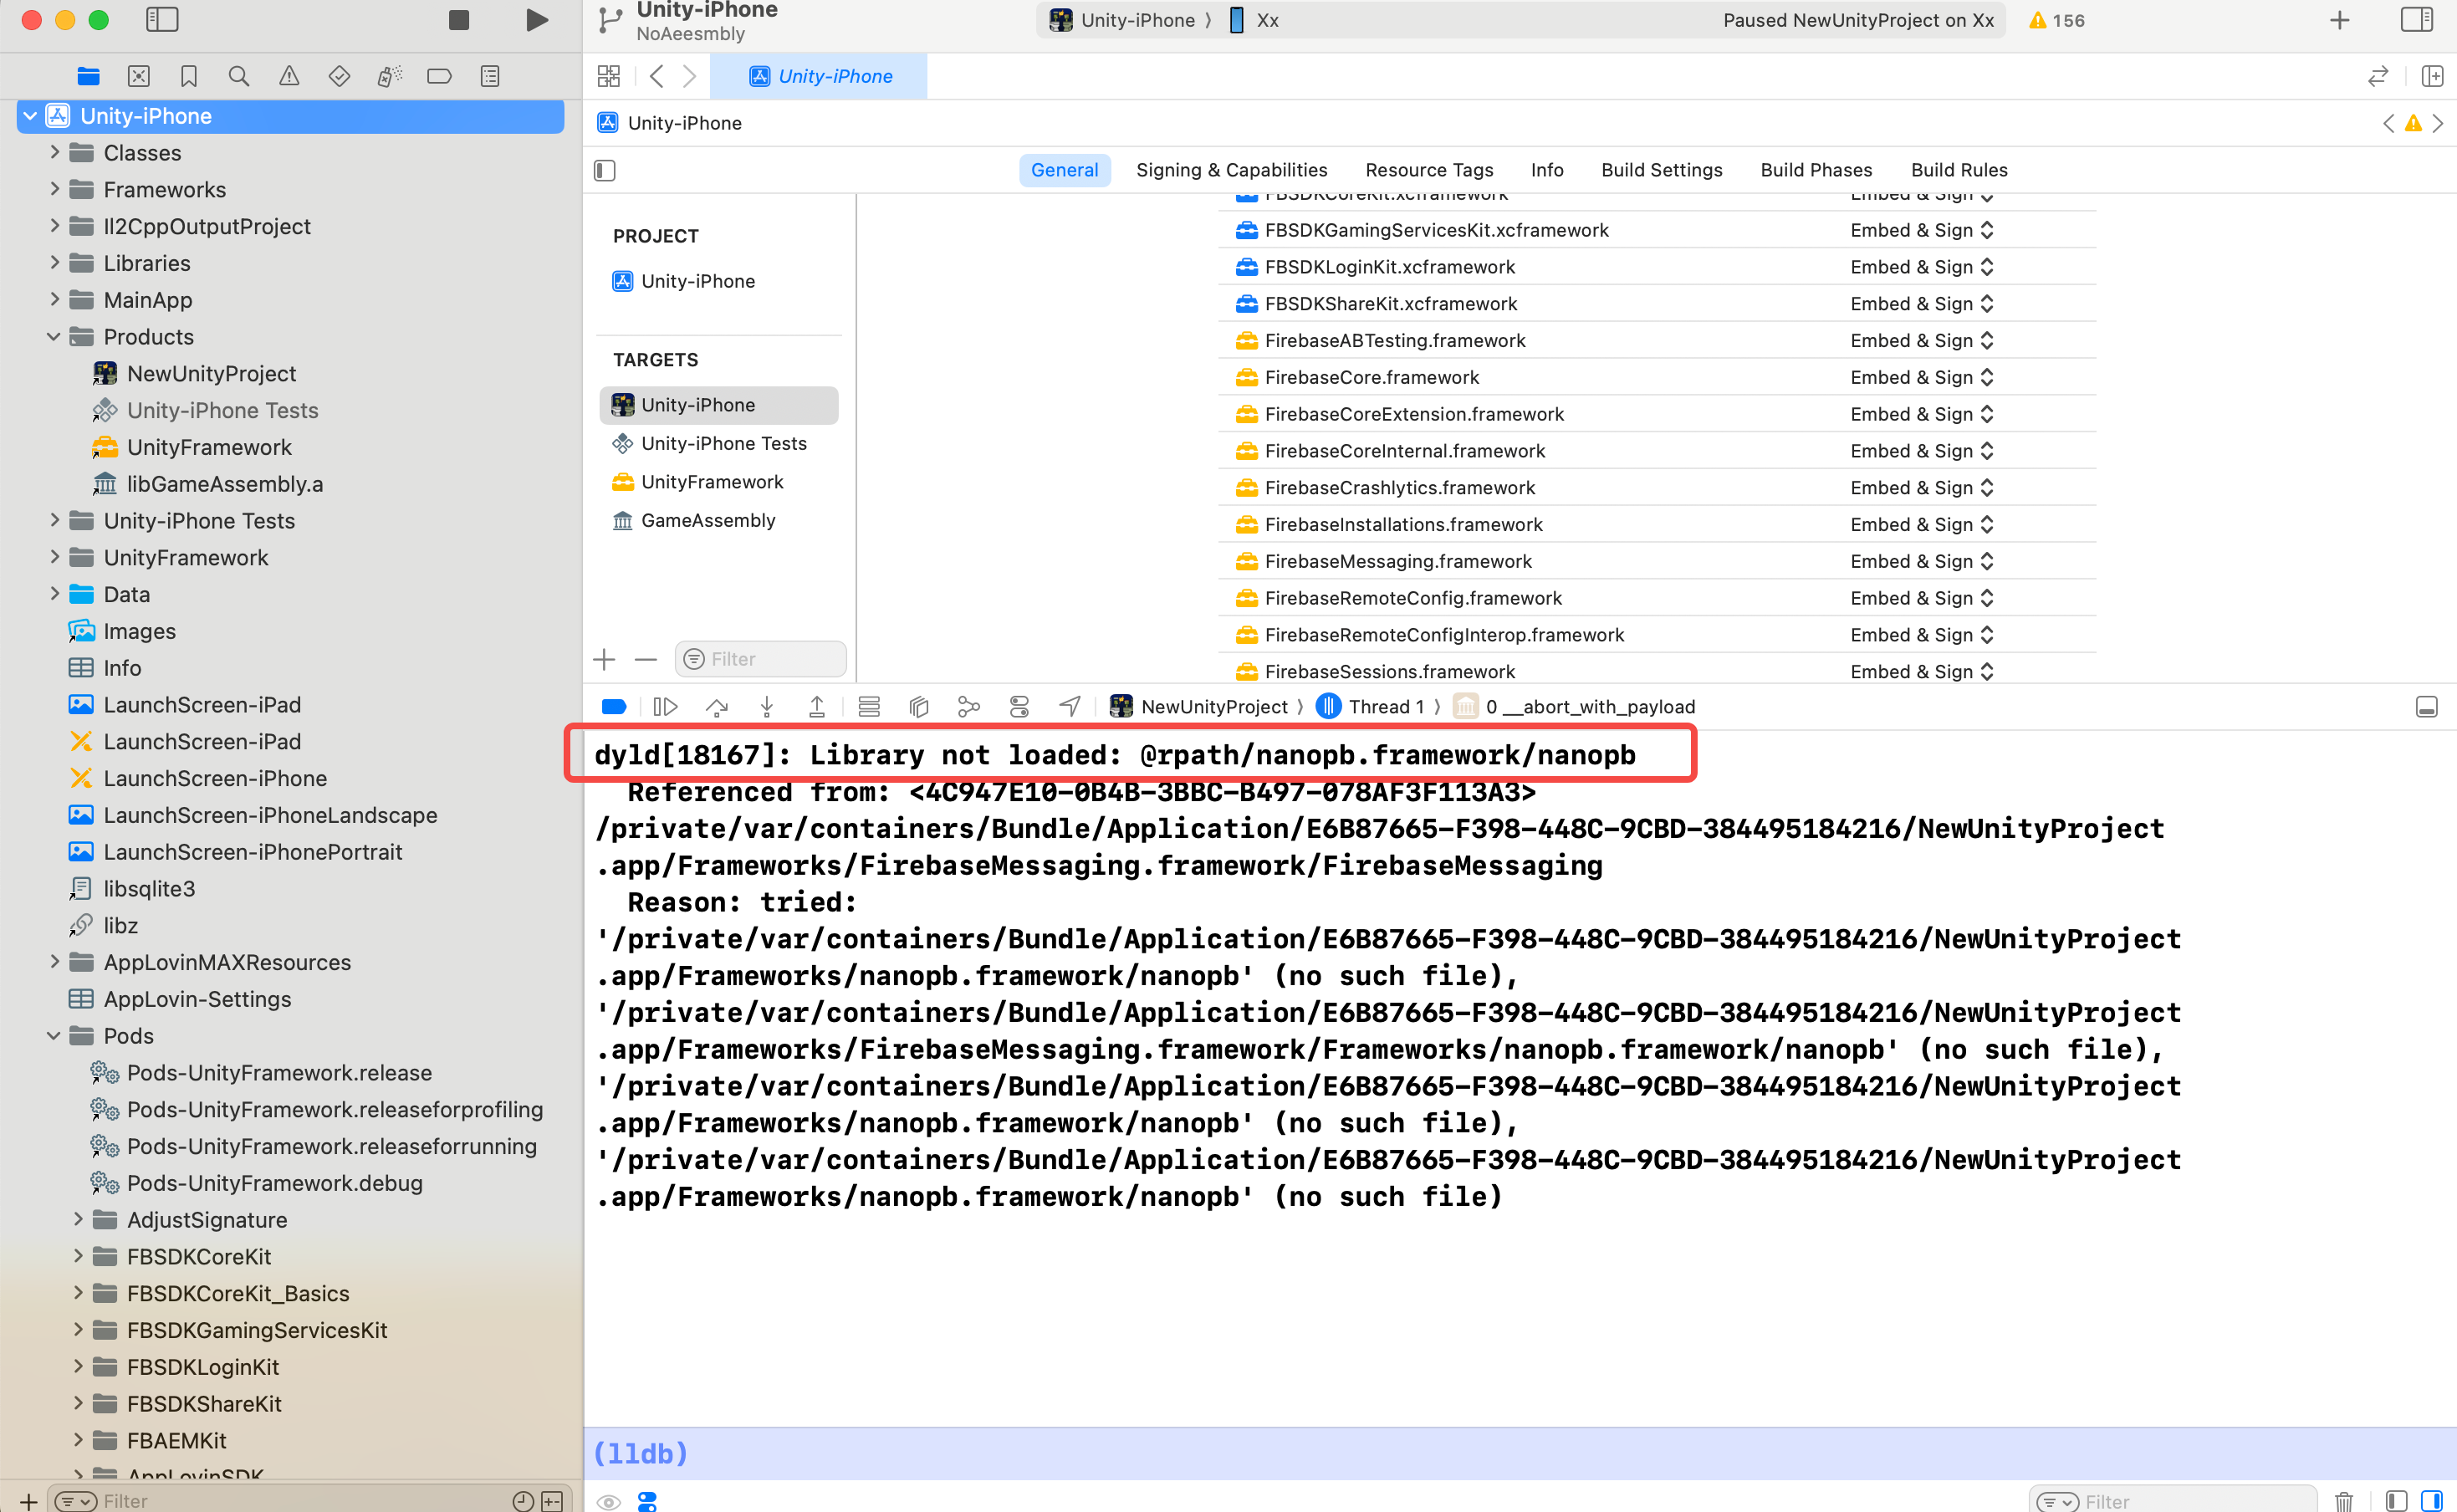 Unity-iPhone
NoAeesmbly
Unity-iPhone 〉 Xx
Paused NewUnityProject on Xx
156
Unity-iPhone
Unity-iPhone
Classes
Frameworks
Il2CppOutputProject
Libraries
MainApp
Products
NewUnityProject
Unity-iPhone Tests
UnityFramework
libGameAssembly.a
Unity-iPhone Tests
UnityFramework
Data
Images
Info
LaunchScreen-iPad
LaunchScreen-iPad
LaunchScreen-iPhone
LaunchScreen-iPhoneLandscape
LaunchScreen-iPhonePortrait
libsqlite3
libz
AppLovinMAXResources
AppLovin-Settings
Pods
Pods-UnityFramework.release
Pods-UnityFramework.releaseforprofiling
Pods-UnityFramework.releaseforrunning
Pods-UnityFramework.debug
AdjustSignature
FBSDKCoreKit
FBSDKCoreKit_Basics
FBSDKGamingServicesKit
FBSDKLoginKit
FBSDKShareKit
FBAEMKit
AppLovinSDK
Filter
Unity-iPhone
General Signing & Capabilities Resource Tags Info Build Settings Build Phases Build Rules
PROJECT
Unity-iPhone
TARGETS
Unity-iPhone
Unity-iPhone Tests
UnityFramework
GameAssembly
Filter
FBSDKCoreKit.xcframework Embed & Sign
FBSDKGamingServicesKit.xcframework Embed & Sign
FBSDKLoginKit.xcframework Embed & Sign
FBSDKShareKit.xcframework Embed & Sign
FirebaseABTesting.framework Embed & Sign
FirebaseCore.framework Embed & Sign
FirebaseCoreExtension.framework Embed & Sign
FirebaseCoreInternal.framework Embed & Sign
FirebaseCrashlytics.framework Embed & Sign
FirebaseInstallations.framework Embed & Sign
FirebaseMessaging.framework Embed & Sign
FirebaseRemoteConfig.framework Embed & Sign
FirebaseRemoteConfigInterop.framework Embed & Sign
FirebaseSessions.framework Embed & Sign
NewUnityProject 〉 Thread 1 〉 0 __abort_with_payload
dyld[18167]: Library not loaded: @rpath/nanopb.framework/nanopb
Referenced from: <4C947E10-0B4B-3BBC-B497-078AF3F113A3>
/private/var/containers/Bundle/Application/E6B87665-F398-448C-9CBD-384495184216/NewUnityProject
.app/Frameworks/FirebaseMessaging.framework/FirebaseMessaging
Reason: tried:
'/private/var/containers/Bundle/Application/E6B87665-F398-448C-9CBD-384495184216/NewUnityProject
.app/Frameworks/nanopb.framework/nanopb' (no such file),
'/private/var/containers/Bundle/Application/E6B87665-F398-448C-9CBD-384495184216/NewUnityProject
.app/Frameworks/FirebaseMessaging.framework/Frameworks/nanopb.framework/nanopb' (no such file),
'/private/var/containers/Bundle/Application/E6B87665-F398-448C-9CBD-384495184216/NewUnityProject
.app/Frameworks/nanopb.framework/nanopb' (no such file),
'/private/var/containers/Bundle/Application/E6B87665-F398-448C-9CBD-384495184216/NewUnityProject
.app/Frameworks/nanopb.framework/nanopb' (no such file)
(lldb)
Filter